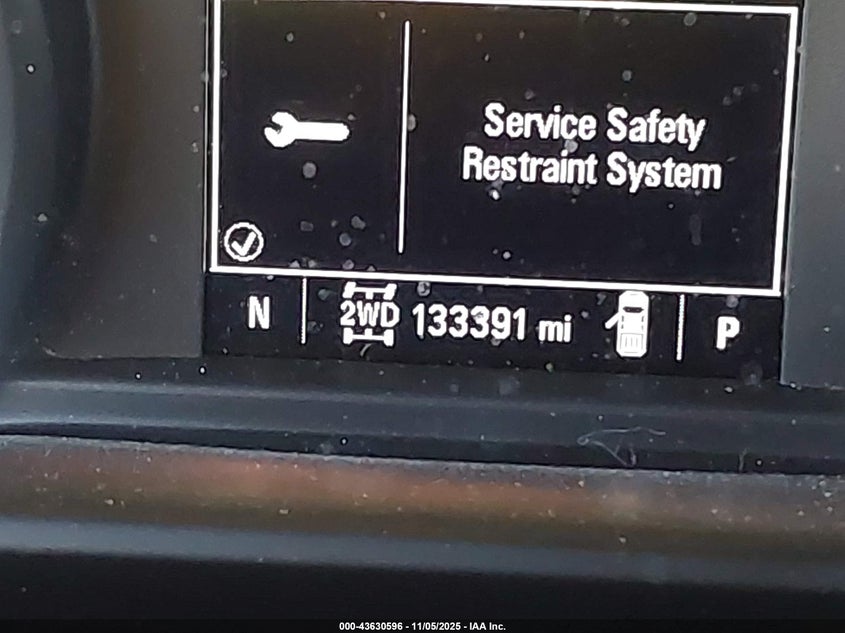 Service Safety
Restraint System
N 2WD 133391 mi P
000-43630596 - 11/05/2025 - IAA Inc.